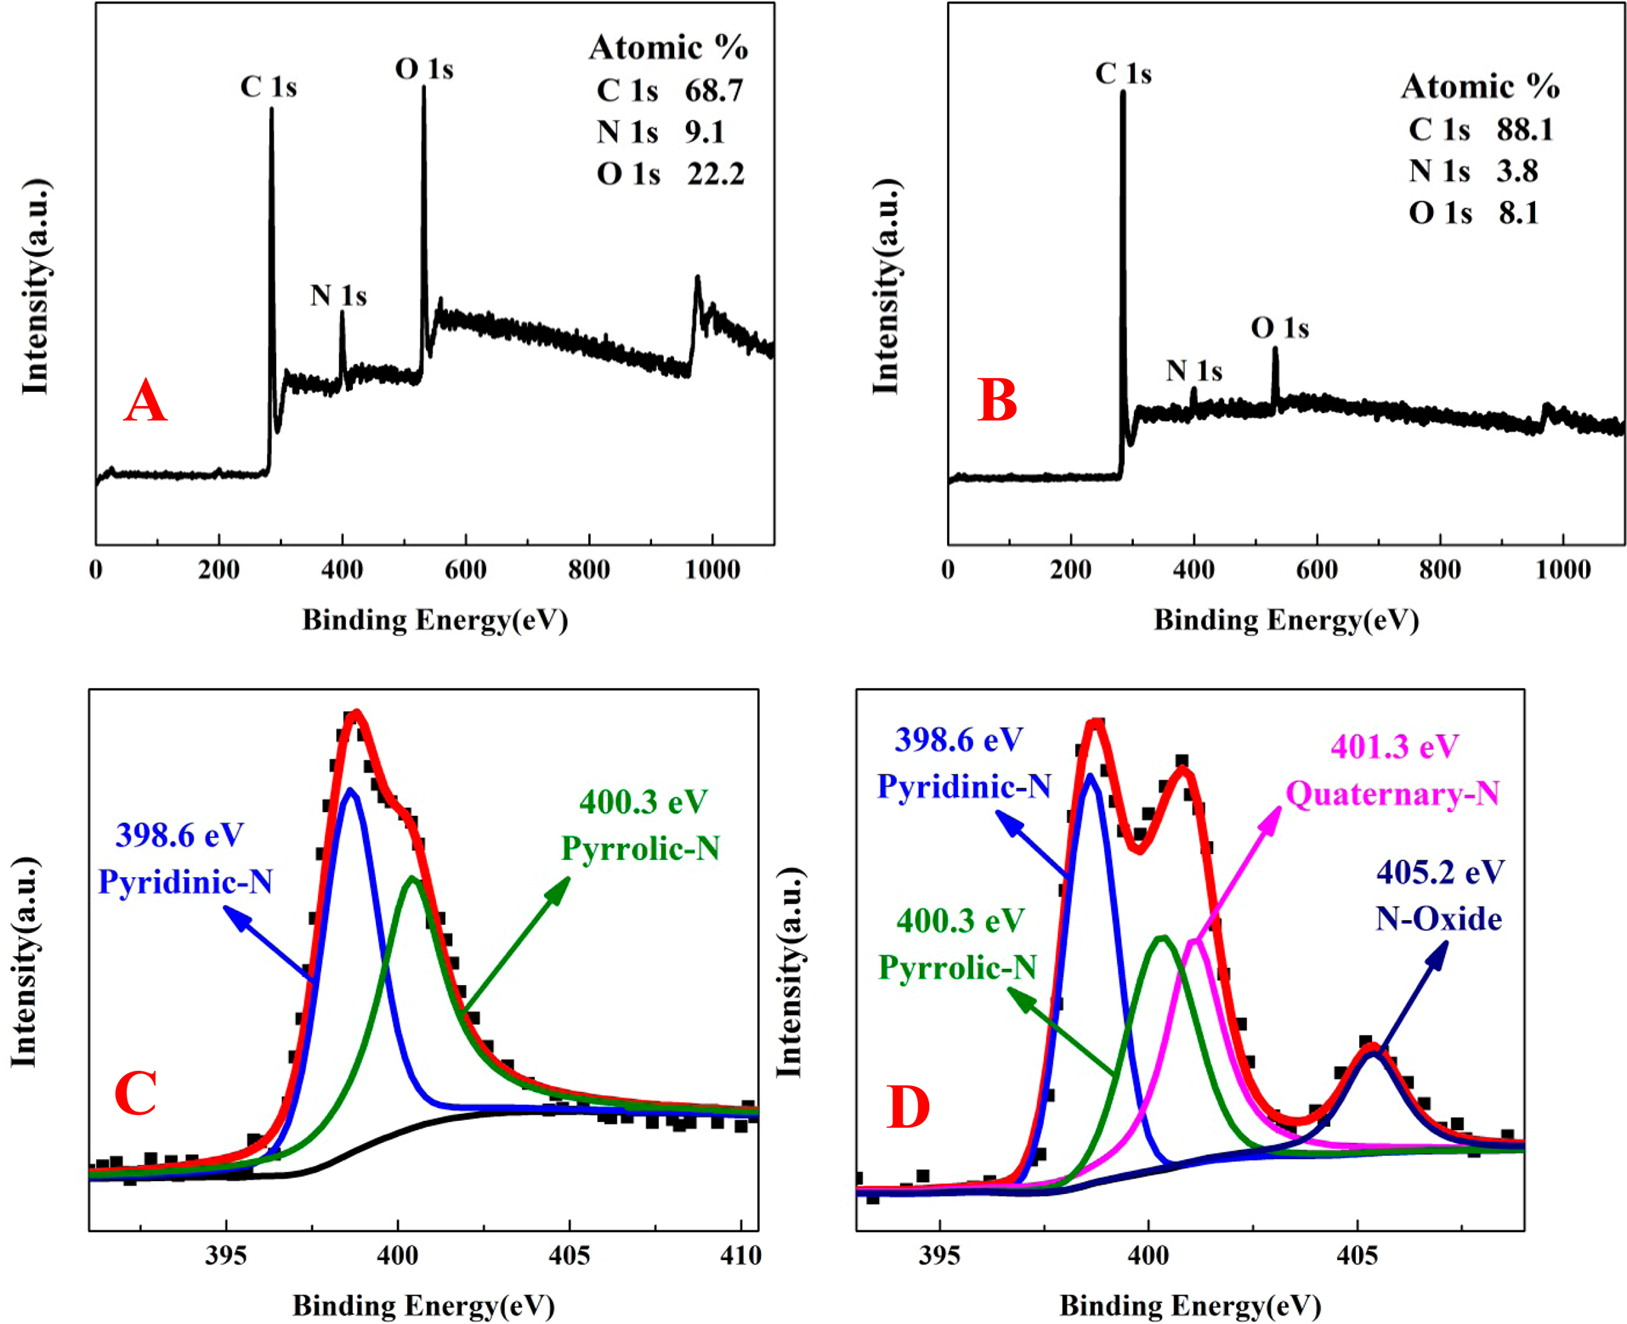 Atomic %
C 1s 68.7
N 1s 9.1
O 1s 22.2
C 1s
O 1s
N 1s
A
Intensity(a.u.)
0 200 400 600 800 1000
Binding Energy(eV)
Atomic %
C 1s 88.1
N 1s 3.8
O 1s 8.1
C 1s
O 1s
N 1s
B
Intensity(a.u.)
0 200 400 600 800 1000
Binding Energy(eV)
398.6 eV
Pyridinic-N
400.3 eV
Pyrrolic-N
C
Intensity(a.u.)
395 400 405 410
Binding Energy(eV)
398.6 eV
Pyridinic-N
401.3 eV
Quaternary-N
400.3 eV
Pyrrolic-N
405.2 eV
N-Oxide
D
Intensity(a.u.)
395 400 405
Binding Energy(eV)